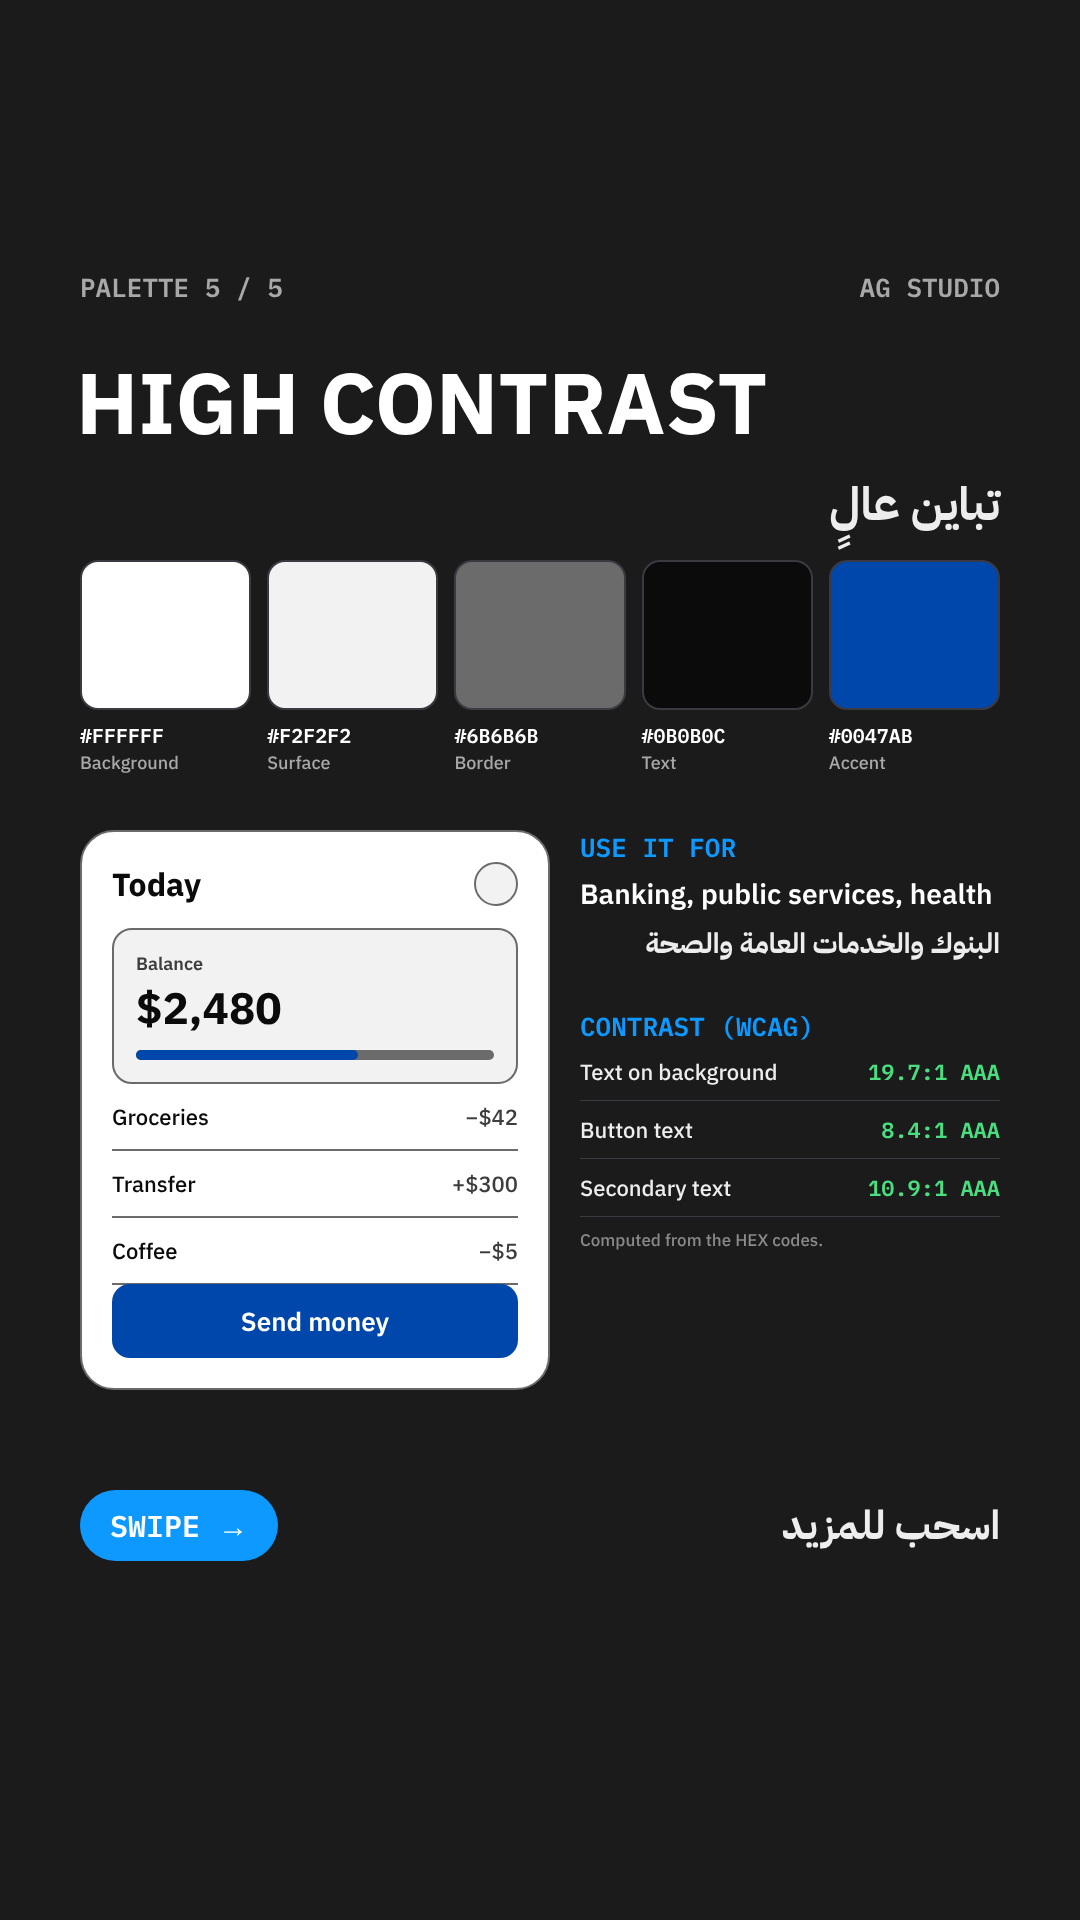 PALETTE 5 / 5
AG STUDIO
HIGH CONTRAST
تباين عالٍ
#FFFFFF
Background
#F2F2F2
Surface
#6B6B6B
Border
#0B0B0C
Text
#0047AB
Accent
Today
Balance
$2,480
Groceries −$42
Transfer +$300
Coffee −$5
Send money
USE IT FOR
Banking, public services, health
البنوك والخدمات العامة والصحة
CONTRAST (WCAG)
Text on background 19.7:1 AAA
Button text 8.4:1 AAA
Secondary text 10.9:1 AAA
Computed from the HEX codes.
SWIPE →
اسحب للمزيد